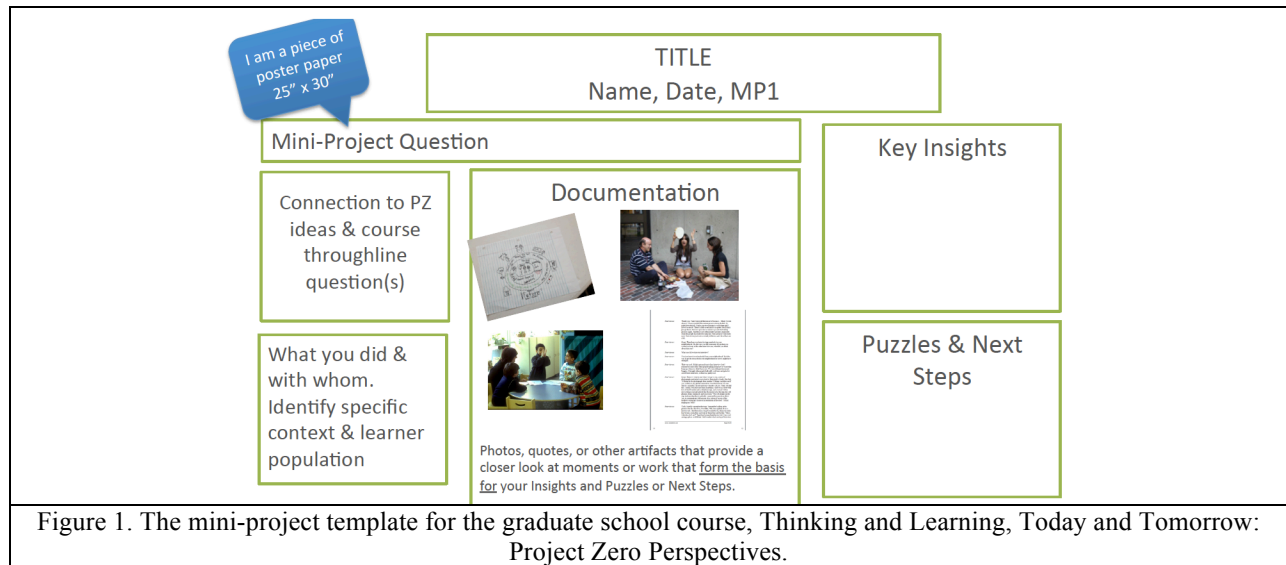 I am a piece of
poster paper
25” x 30”
TITLE
Name, Date, MP1
Mini-Project Question
Connection to PZ
ideas & course
throughline
question(s)
What you did &
with whom.
Identify specific
context & learner
population
Documentation
Photos, quotes, or other artifacts that provide a
closer look at moments or work that form the basis
for your Insights and Puzzles or Next Steps.
Key Insights
Puzzles & Next
Steps
Figure 1. The mini-project template for the graduate school course, Thinking and Learning, Today and Tomorrow:
Project Zero Perspectives.